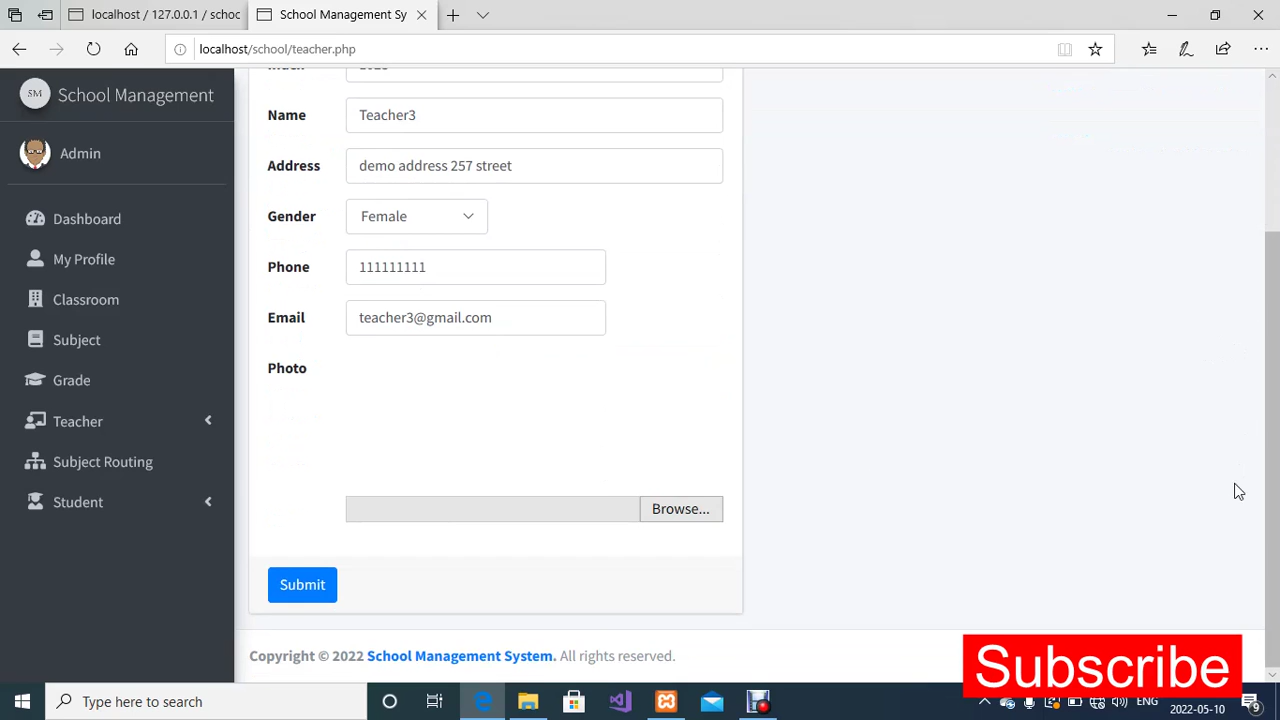 localhost / 127.0.0.1 / schoo
School Management Sy
localhost/school/teacher.php
SM School Management
Admin
Dashboard
My Profile
Classroom
Subject
Grade
Teacher
Subject Routing
Student
Name Teacher3
Address demo address 257 street
Gender Female
Phone 111111111
Email teacher3@gmail.com
Photo
Browse...
Submit
Copyright © 2022 School Management System. All rights reserved.
Subscribe
Type here to search
ENG
2022-05-10
9